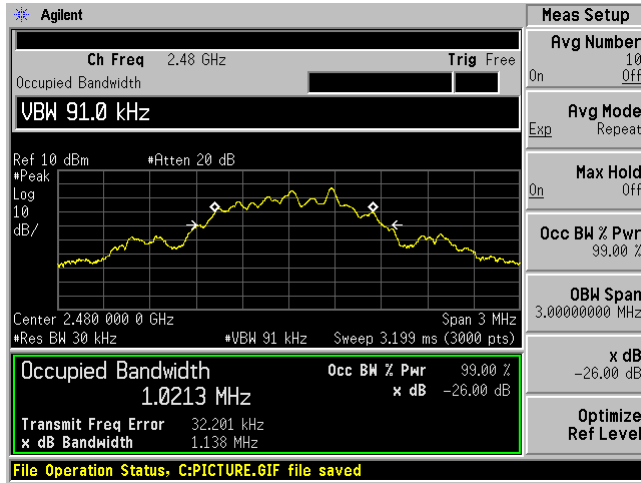 Agilent
Meas Setup
Ch Freq 2.48 GHz Trig Free
Occupied Bandwidth
VBW 91.0 kHz
Ref 10 dBm #Atten 20 dB
#Peak
Log
10
dB/
Center 2.480 000 0 GHz Span 3 MHz
#Res BW 30 kHz #VBW 91 kHz Sweep 3.199 ms (3000 pts)
Occupied Bandwidth
1.0213 MHz
Occ BW % Pwr 99.00 %
x dB -26.00 dB
Transmit Freq Error 32.201 kHz
x dB Bandwidth 1.138 MHz
File Operation Status, C:PICTURE.GIF file saved
Avg Number
10
On Off
Avg Mode
Exp Repeat
Max Hold
On Off
Occ BW % Pwr
99.00 %
OBW Span
3.00000000 MHz
x dB
-26.00 dB
Optimize
Ref Level